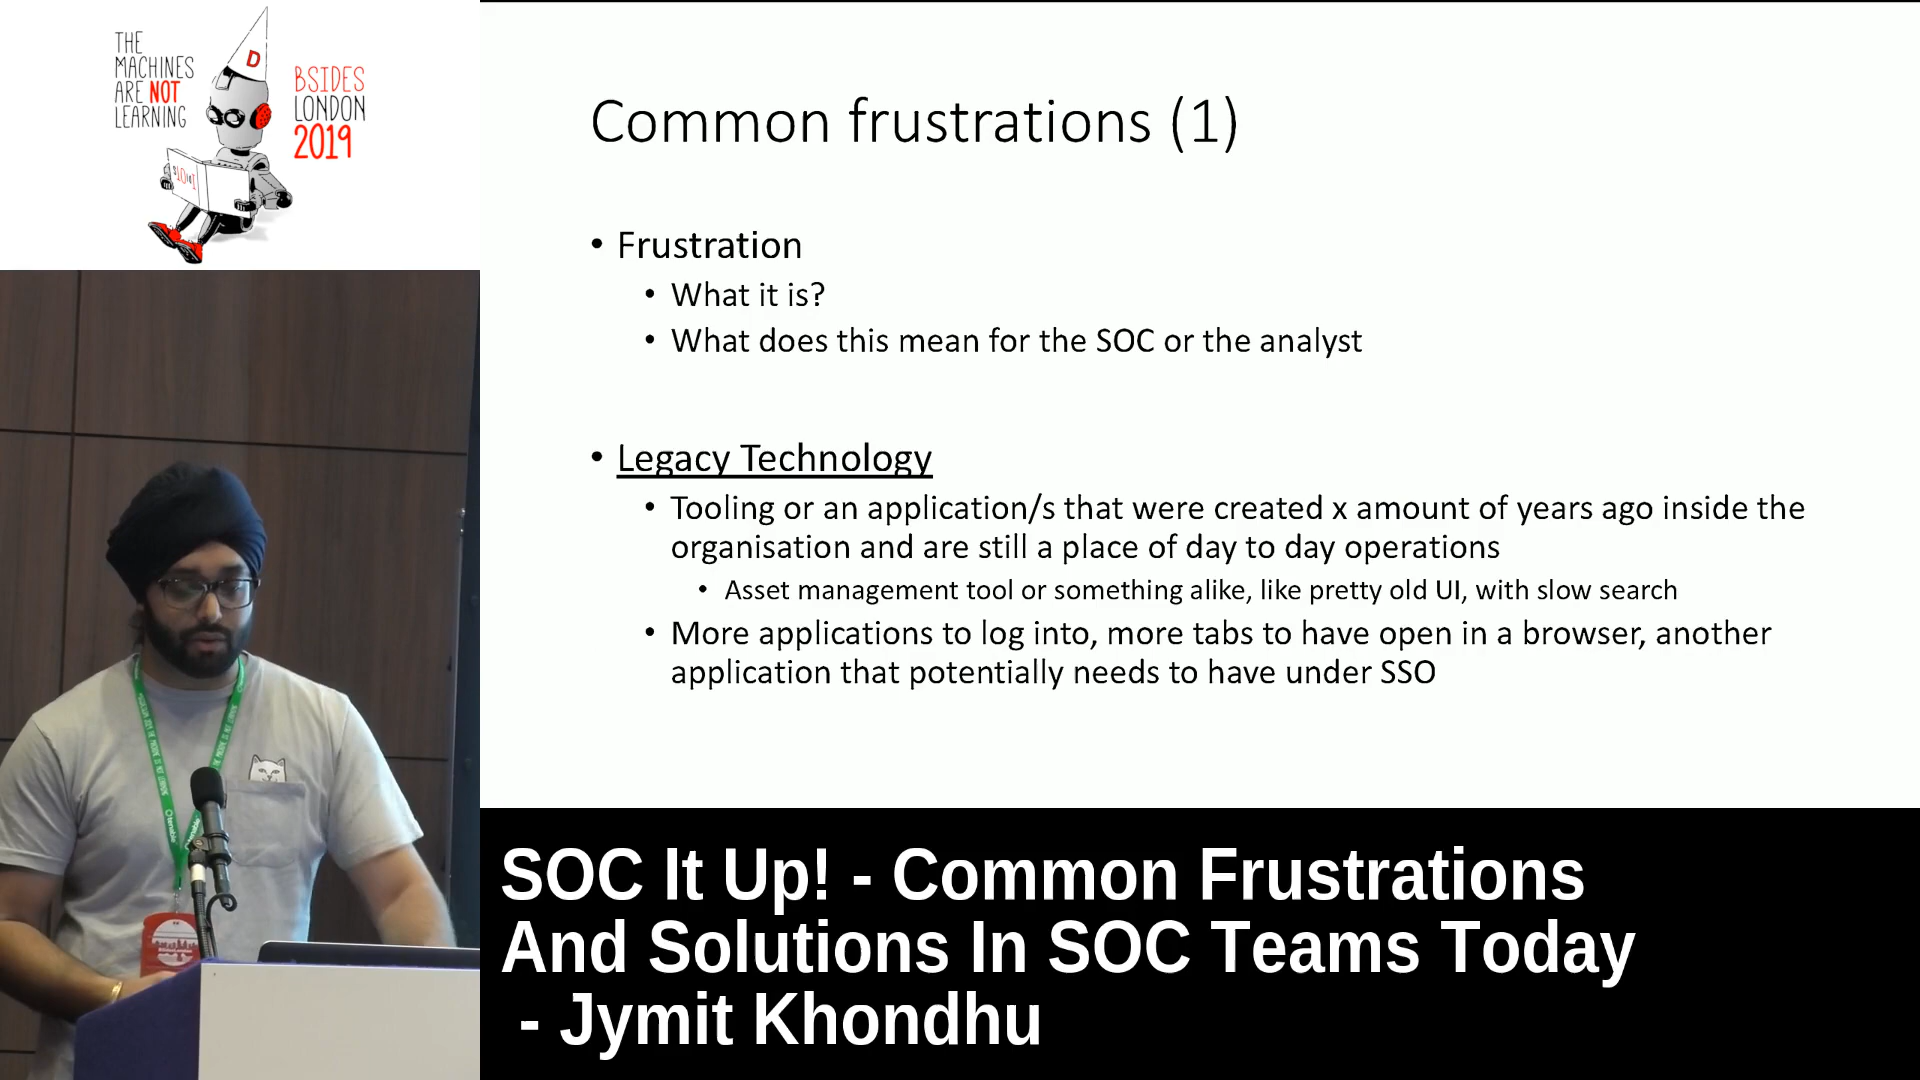 THE
MACHINES
ARE NOT
LEARNING
D
BSIDES
LONDON
2019
Common frustrations (1)
• Frustration
• What it is?
• What does this mean for the SOC or the analyst
• Legacy Technology
• Tooling or an application/s that were created x amount of years ago inside the
organisation and are still a place of day to day operations
• Asset management tool or something alike, like pretty old UI, with slow search
• More applications to log into, more tabs to have open in a browser, another
application that potentially needs to have under SSO
tenable
SOC It Up! - Common Frustrations
And Solutions In SOC Teams Today
- Jymit Khondhu